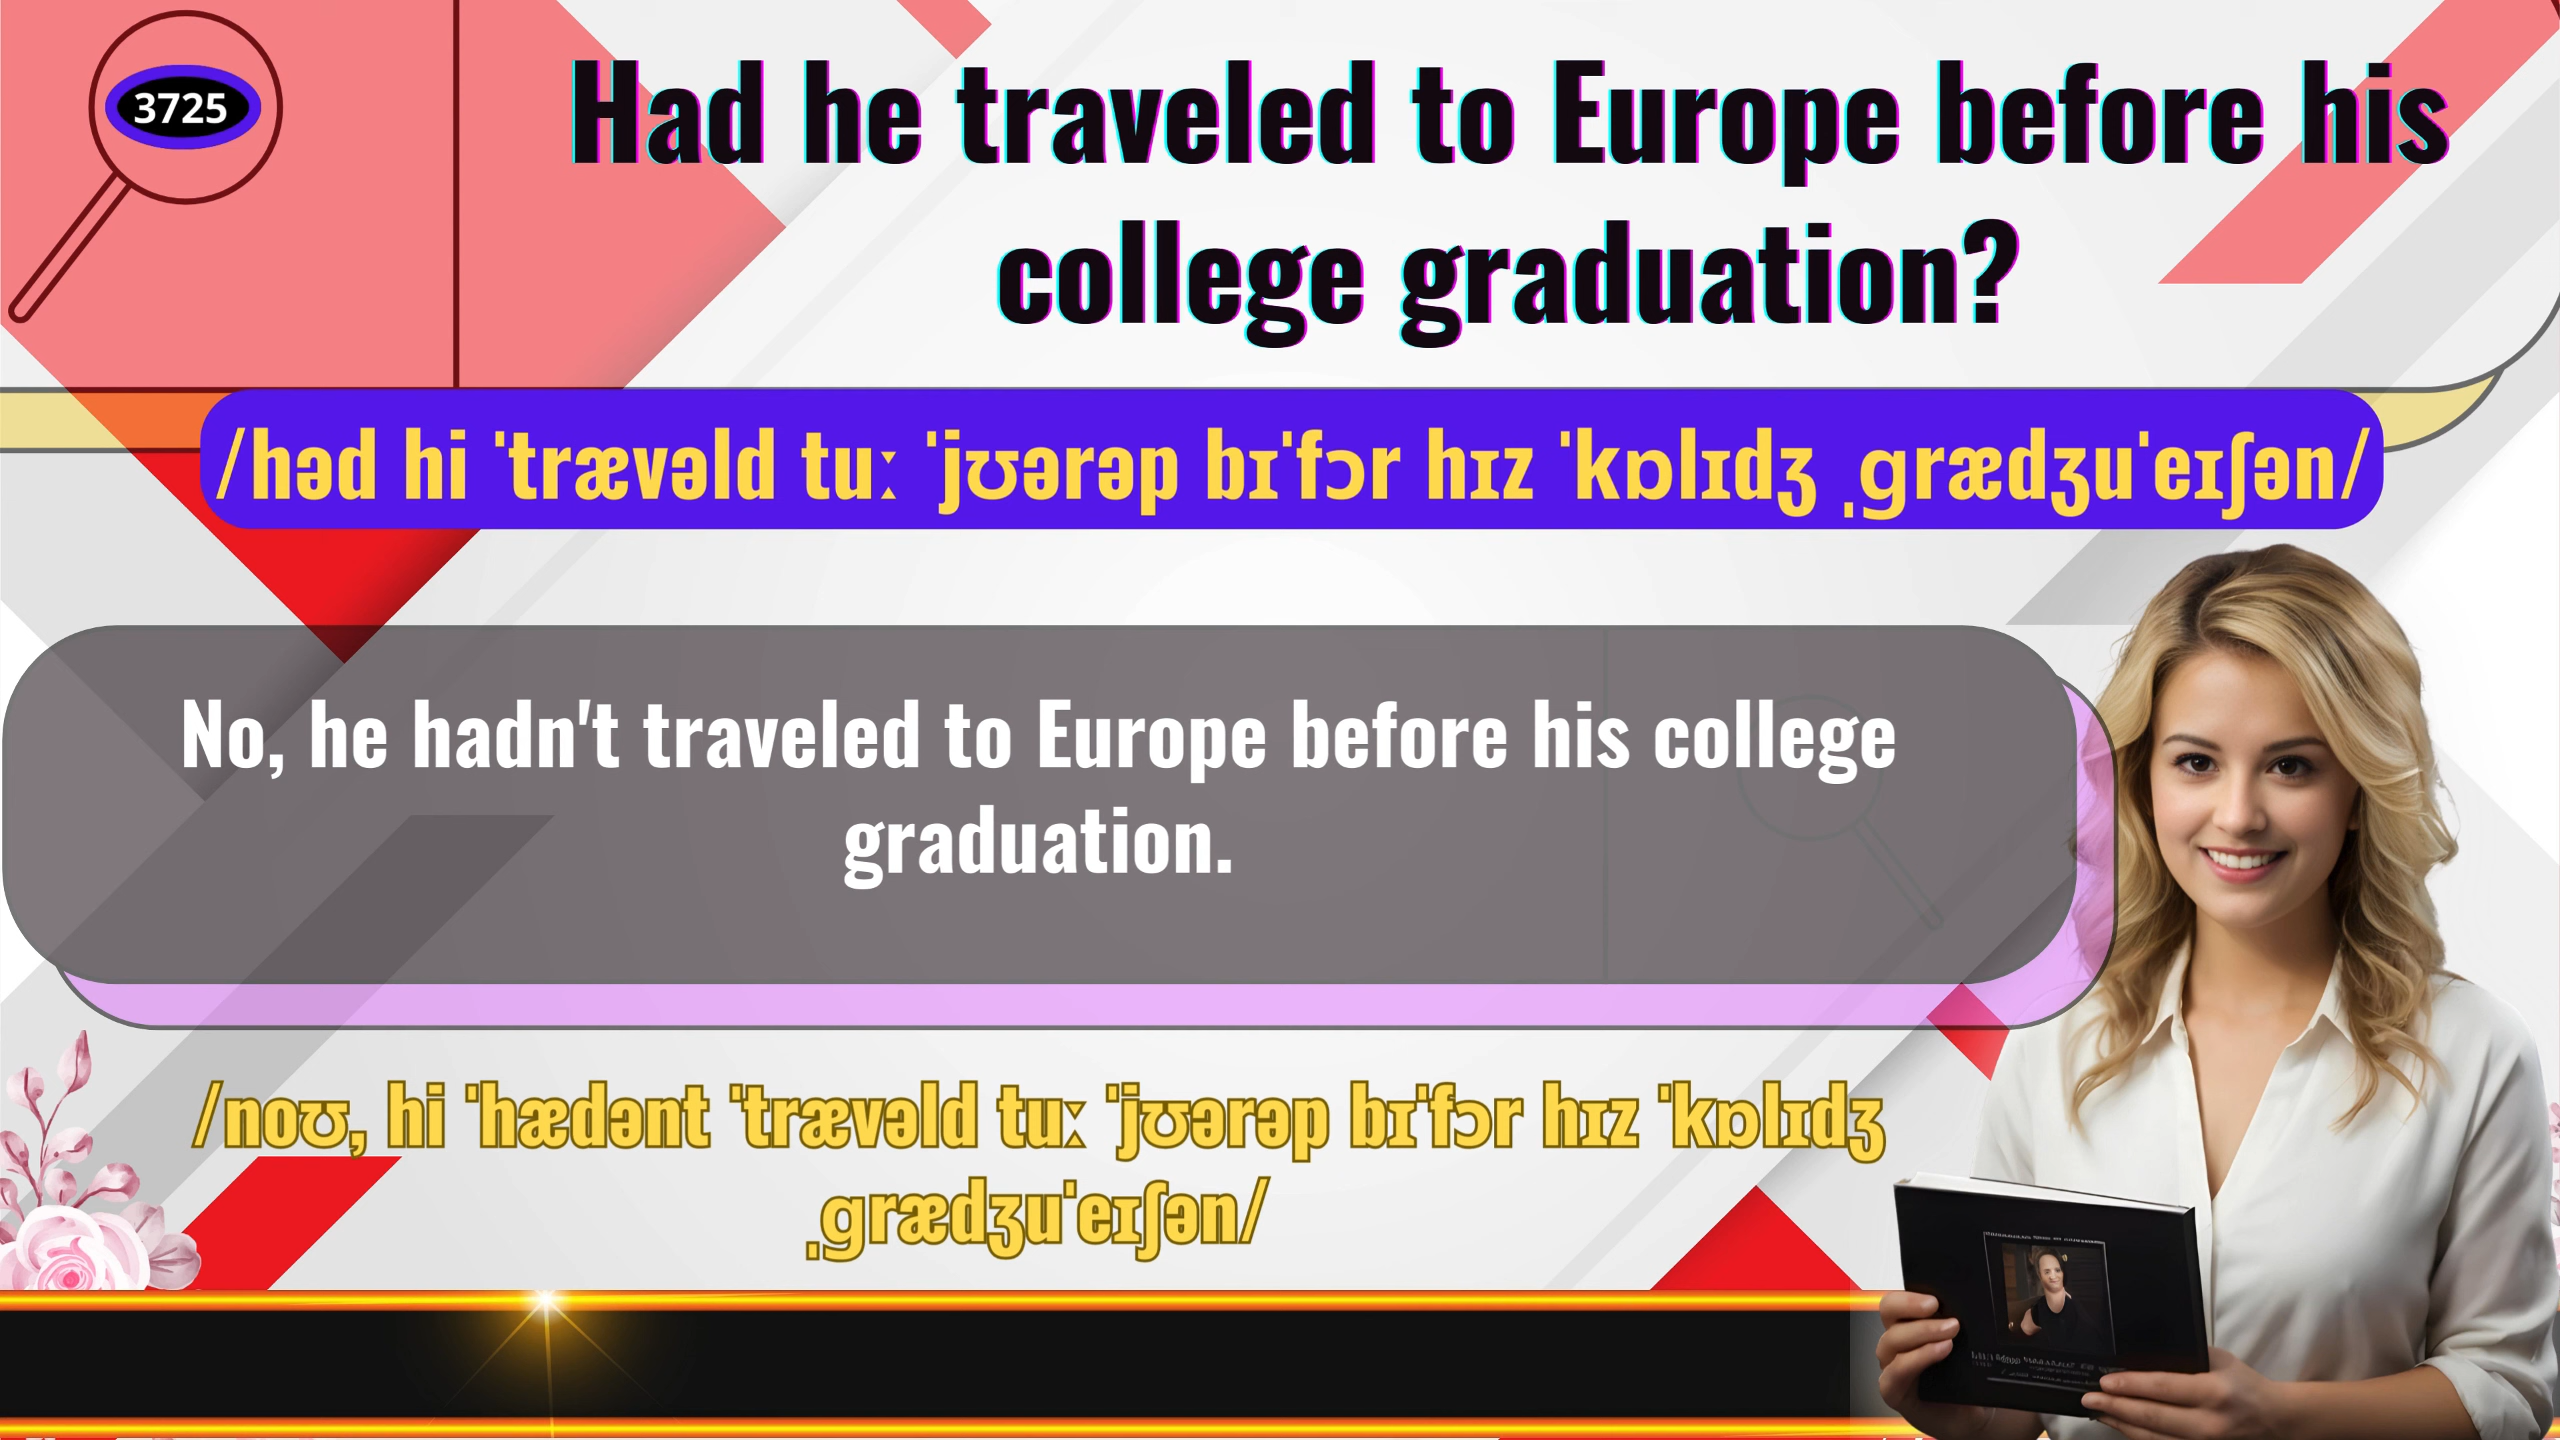 3725
Had he traveled to Europe before his
college graduation?
/həd hi ˈtrævəld tuː ˈjʊərəp bɪˈfɔr hɪz ˈkɒlɪdʒ ˌɡrædʒuˈeɪʃən/
No, he hadn't traveled to Europe before his college
graduation.
/noʊ, hi ˈhædənt ˈtrævəld tuː ˈjʊərəp bɪˈfɔr hɪz ˈkɒlɪdʒ
ˌɡrædʒuˈeɪʃən/